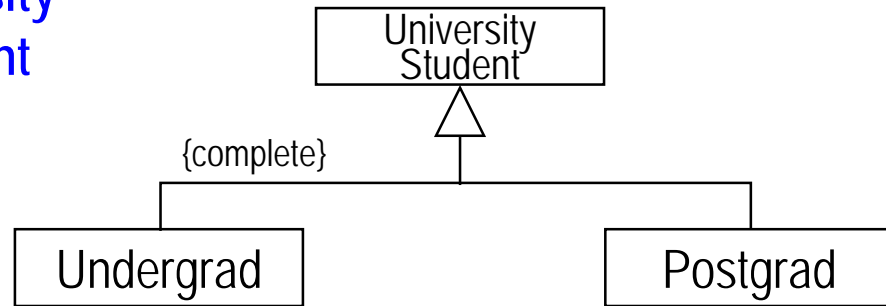 University
Student
{complete}
Undergrad
Postgrad